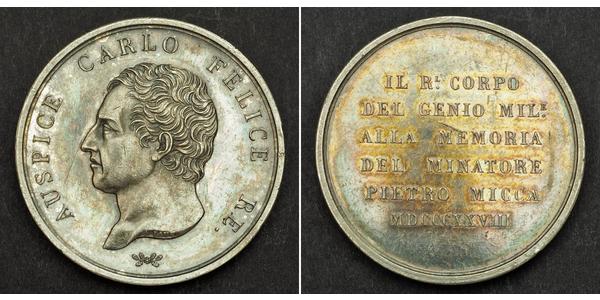 AUSPICE CARLO FELICE RE.
IL R.L CORPO
DEL GENIO MIL.E
ALLA MEMORIA
DEL MINATORE
PIETRO MICCA
MDCCCXXVIII